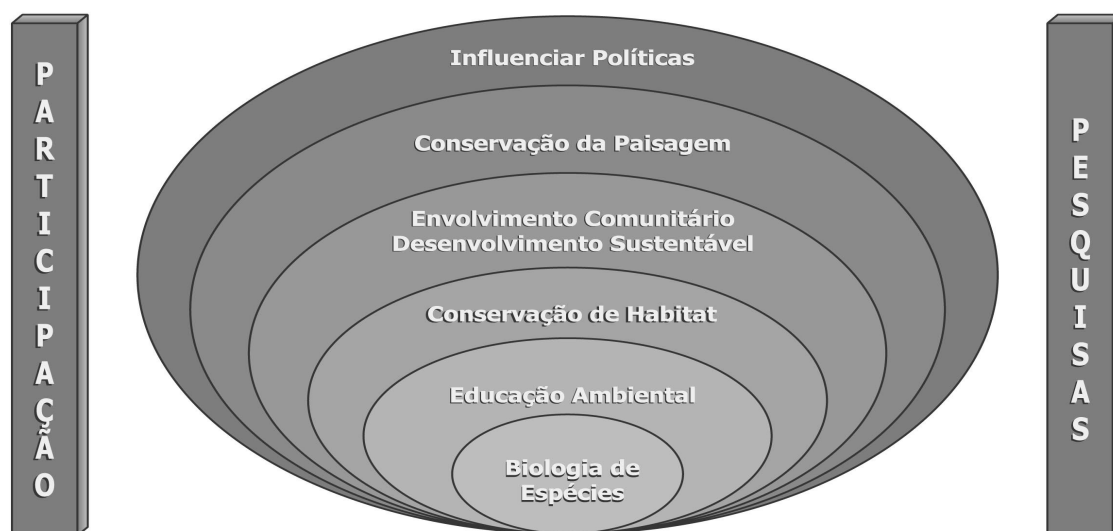 PARTICIPAÇÃO
Influenciar Políticas
Conservação da Paisagem
Envolvimento Comunitário
Desenvolvimento Sustentável
Conservação de Habitat
Educação Ambiental
Biologia de
Espécies
PESQUISAS